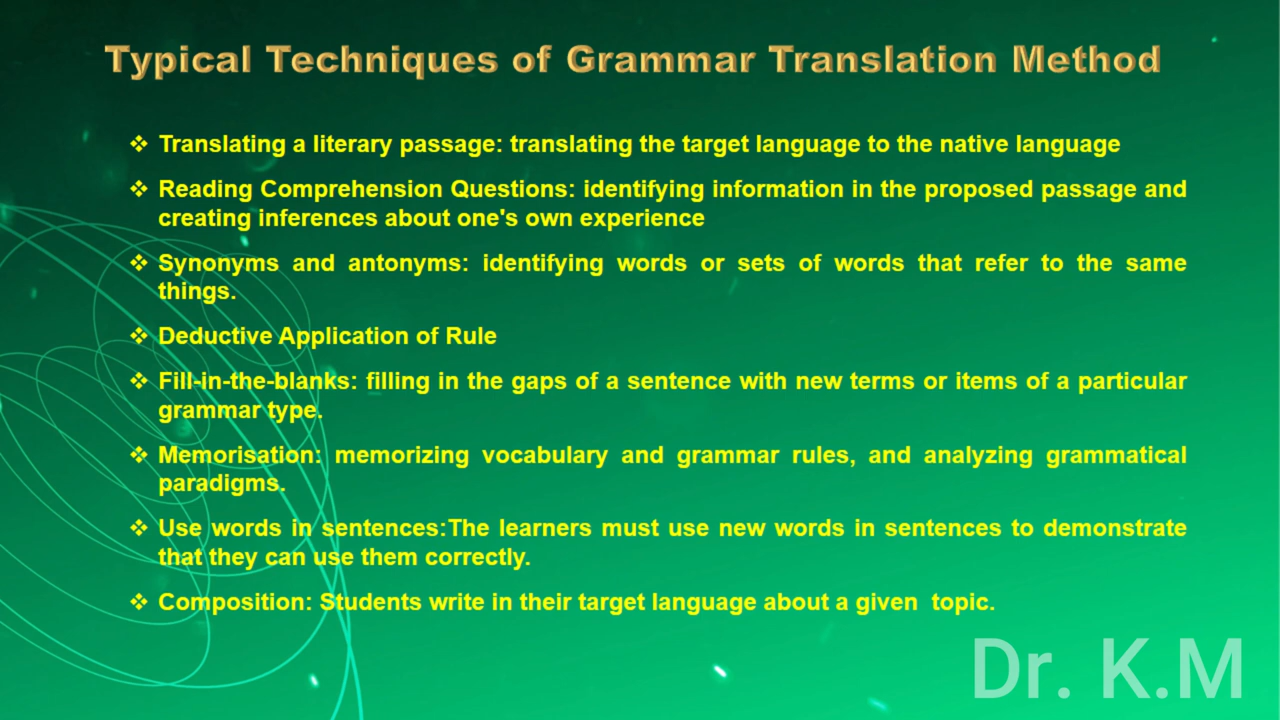 Typical Techniques of Grammar Translation Method
❖ Translating a literary passage: translating the target language to the native language
❖ Reading Comprehension Questions: identifying information in the proposed passage and
creating inferences about one's own experience
❖ Synonyms and antonyms: identifying words or sets of words that refer to the same
things.
❖ Deductive Application of Rule
❖ Fill-in-the-blanks: filling in the gaps of a sentence with new terms or items of a particular
grammar type.
❖ Memorisation: memorizing vocabulary and grammar rules, and analyzing grammatical
paradigms.
❖ Use words in sentences:The learners must use new words in sentences to demonstrate
that they can use them correctly.
❖ Composition: Students write in their target language about a given  topic.
Dr. K.M